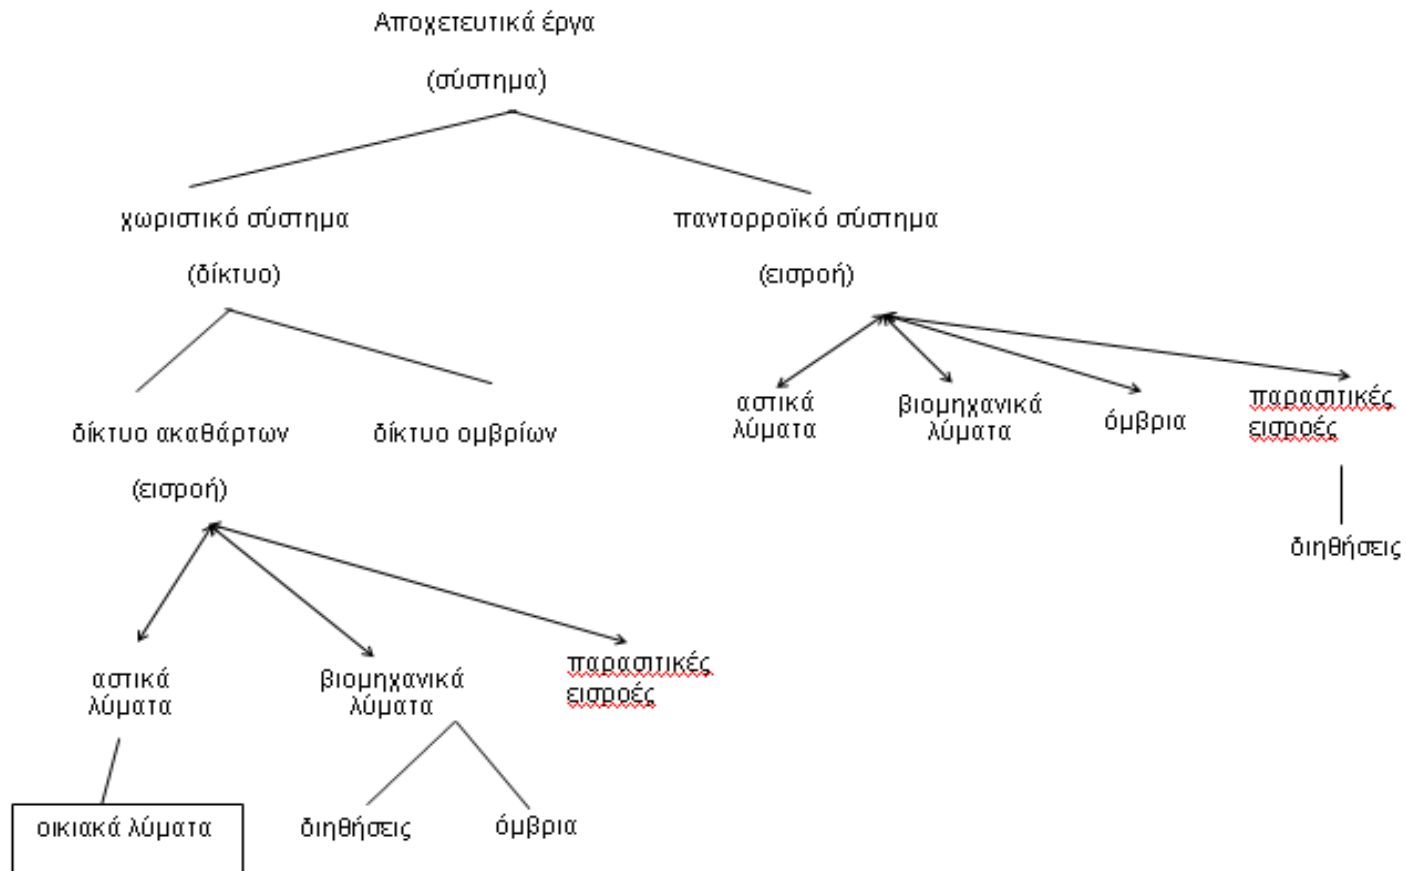 Αποχετευτικά έργα
(σύστημα)
χωριστικό σύστημα
παντορροϊκό σύστημα
(δίκτυο)
(εισροή)
αστικά
λύματα
βιομηχανικά
λύματα
όμβρια
παρασιτικές
εισροές
δίκτυο ακαθάρτων
δίκτυο ομβρίων
(εισροή)
διηθήσεις
αστικά
λύματα
βιομηχανικά
λύματα
παρασιτικές
εισροές
οικιακά λύματα
διηθήσεις
όμβρια